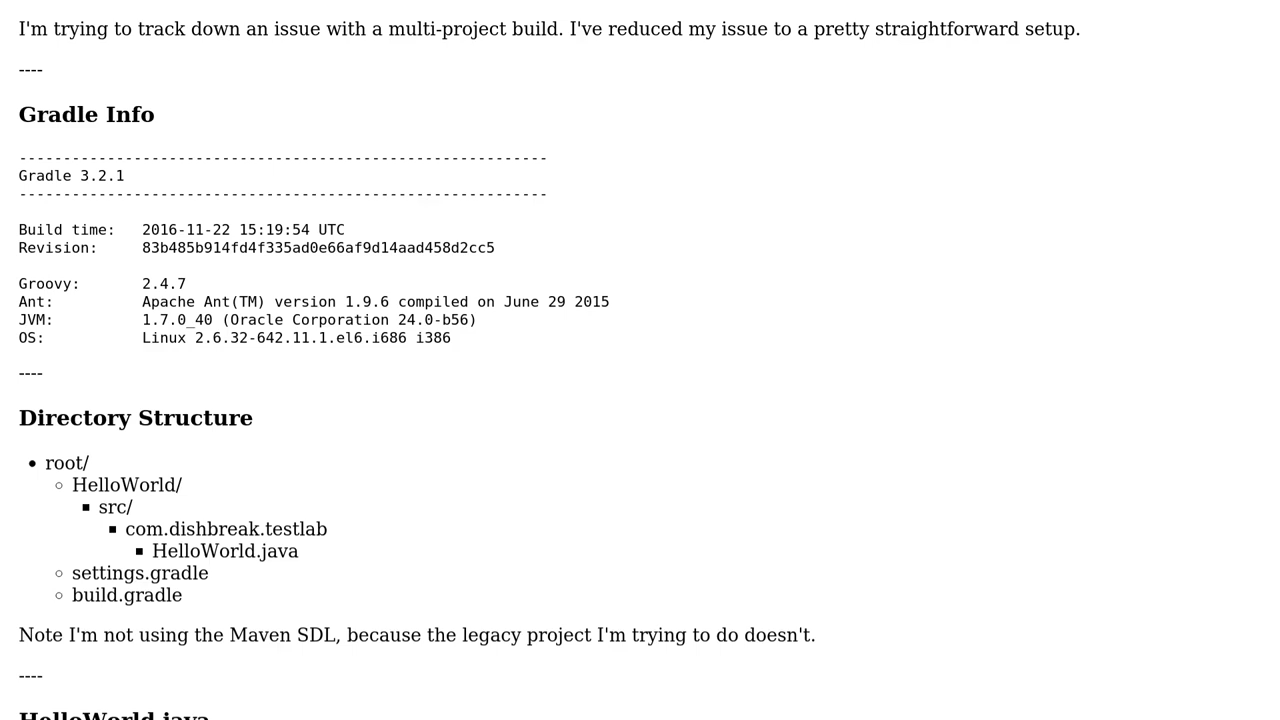 I'm trying to track down an issue with a multi-project build. I've reduced my issue to a pretty straightforward setup.
----
Gradle Info
------------------------------------------------------------
Gradle 3.2.1
------------------------------------------------------------
Build time:   2016-11-22 15:19:54 UTC
Revision:     83b485b914fd4f335ad0e66af9d14aad458d2cc5
Groovy:       2.4.7
Ant:          Apache Ant(TM) version 1.9.6 compiled on June 29 2015
JVM:          1.7.0_40 (Oracle Corporation 24.0-b56)
OS:           Linux 2.6.32-642.11.1.el6.i686 i386
----
Directory Structure
root/
HelloWorld/
src/
com.dishbreak.testlab
HelloWorld.java
settings.gradle
build.gradle
Note I'm not using the Maven SDL, because the legacy project I'm trying to do doesn't.
----
HelloWorld.java